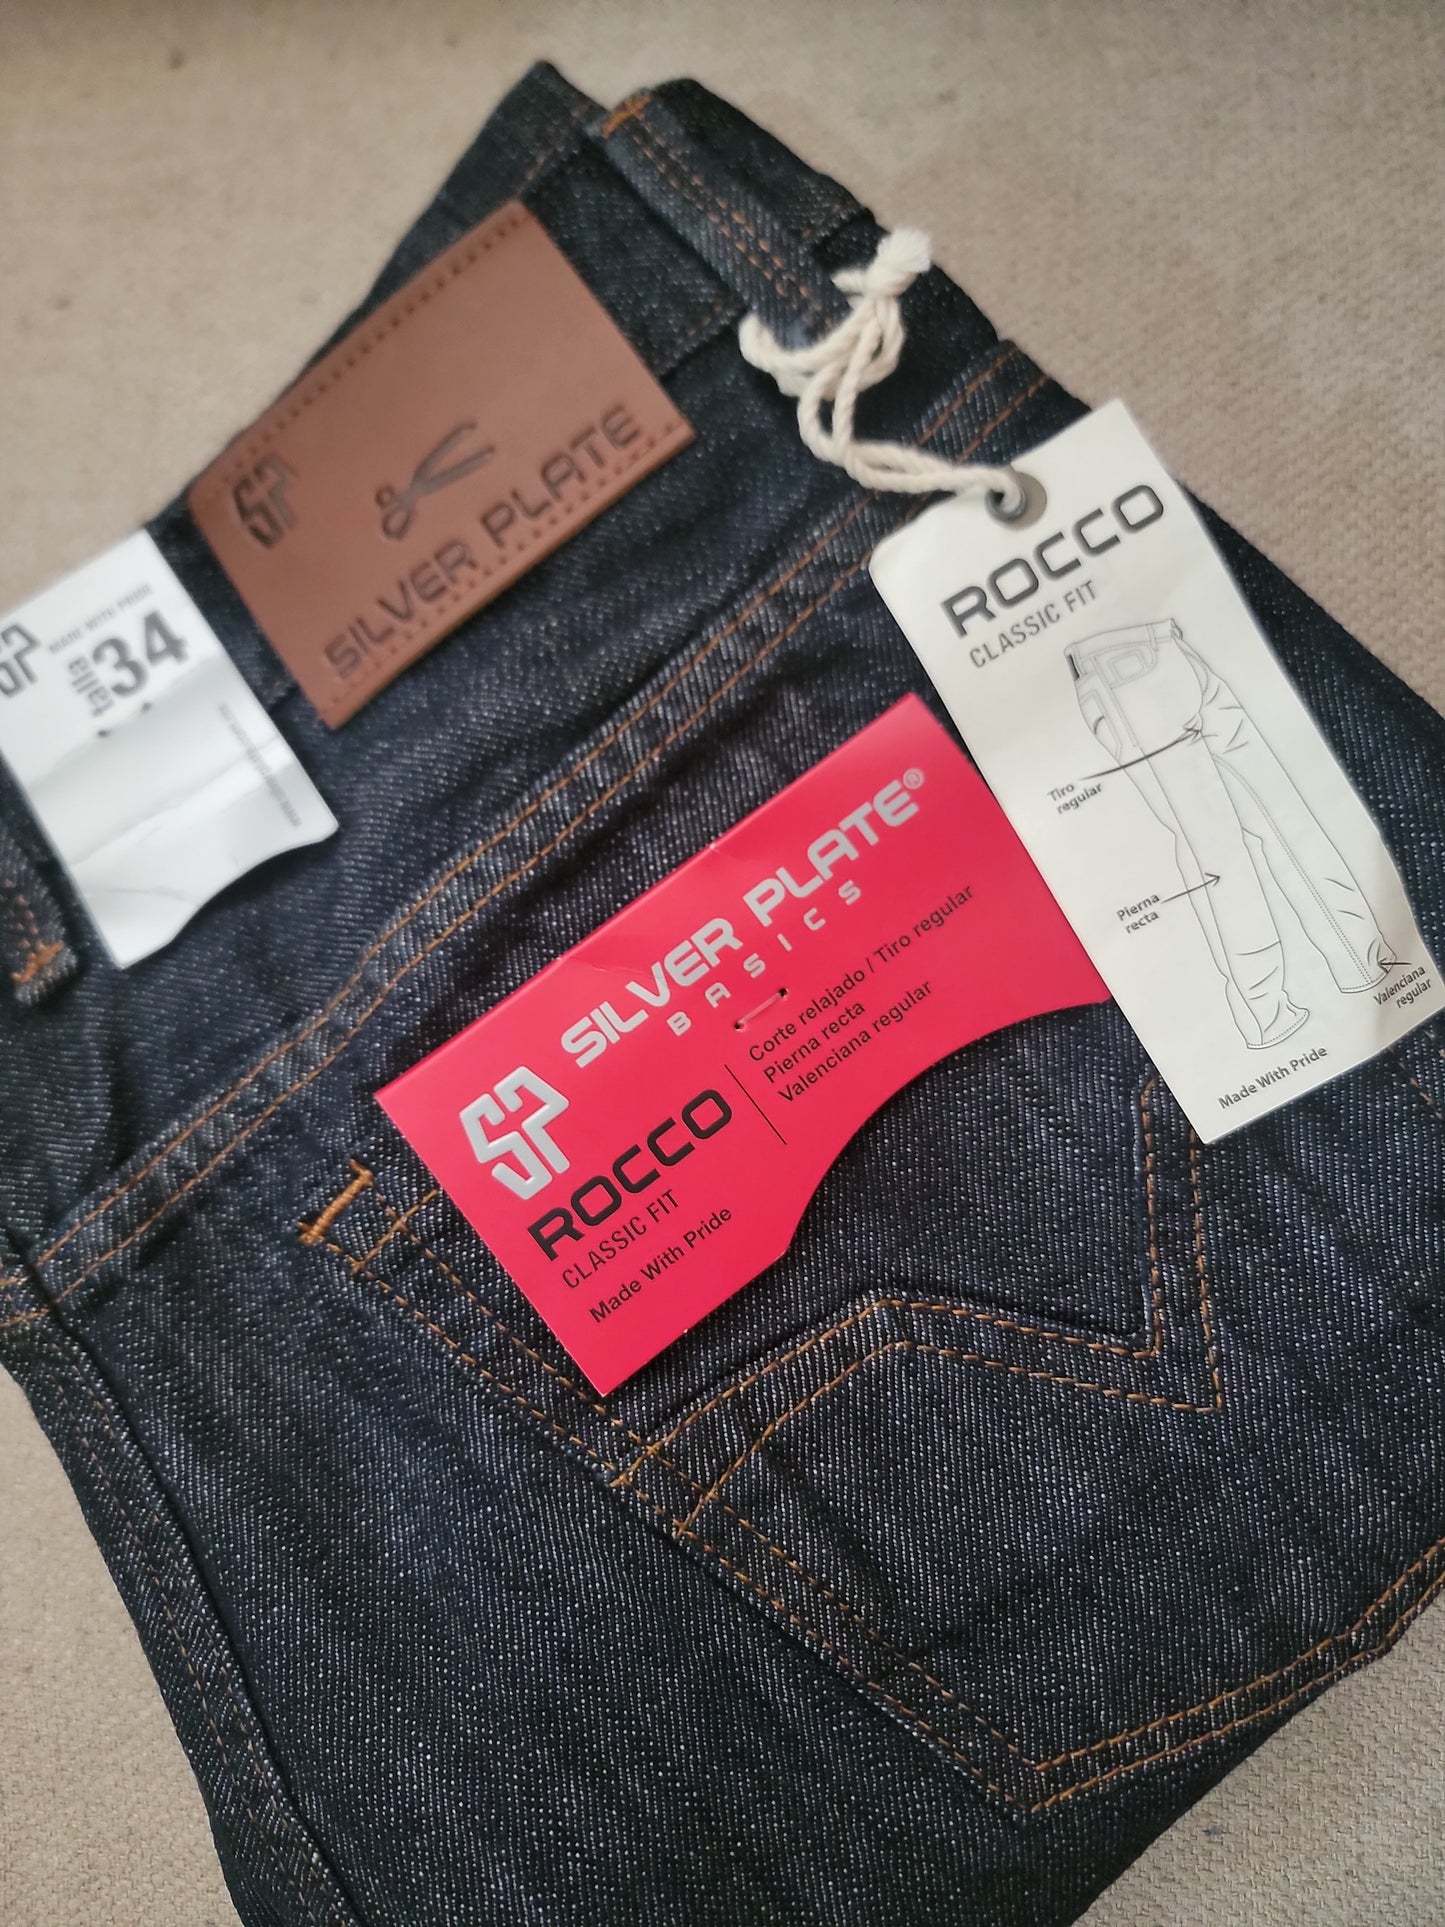 SP
SILVER PLATE
SP
MADE WITH PRIDE
talla 34
ROCCO
CLASSIC FIT
Tiro
regular
Pierna
recta
Valenciana
regular
Made With Pride
SILVER PLATE®
BASICS
SP
ROCCO
CLASSIC FIT
Made With Pride
Corte relajado / Tiro regular
Pierna recta
Valenciana regular